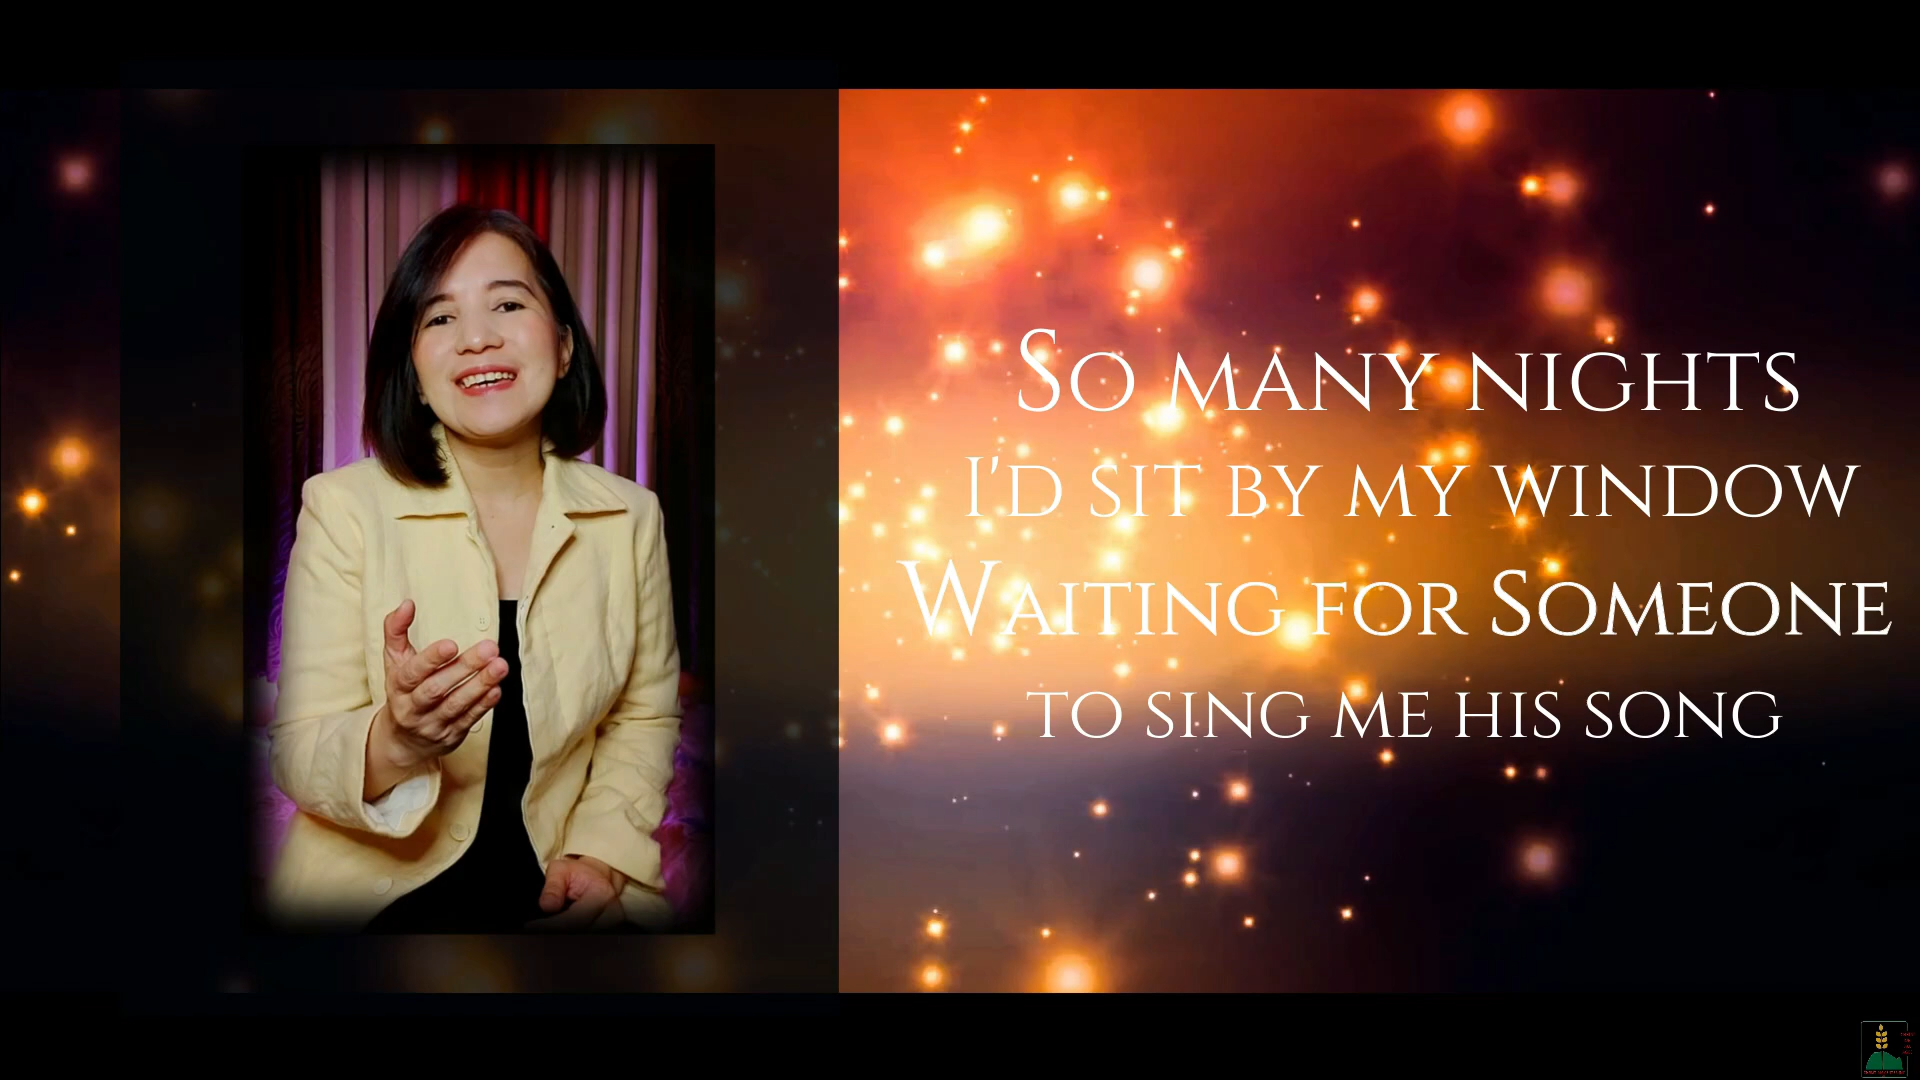 So many nights
I'd sit by my window
Waiting for Someone
to sing me his song